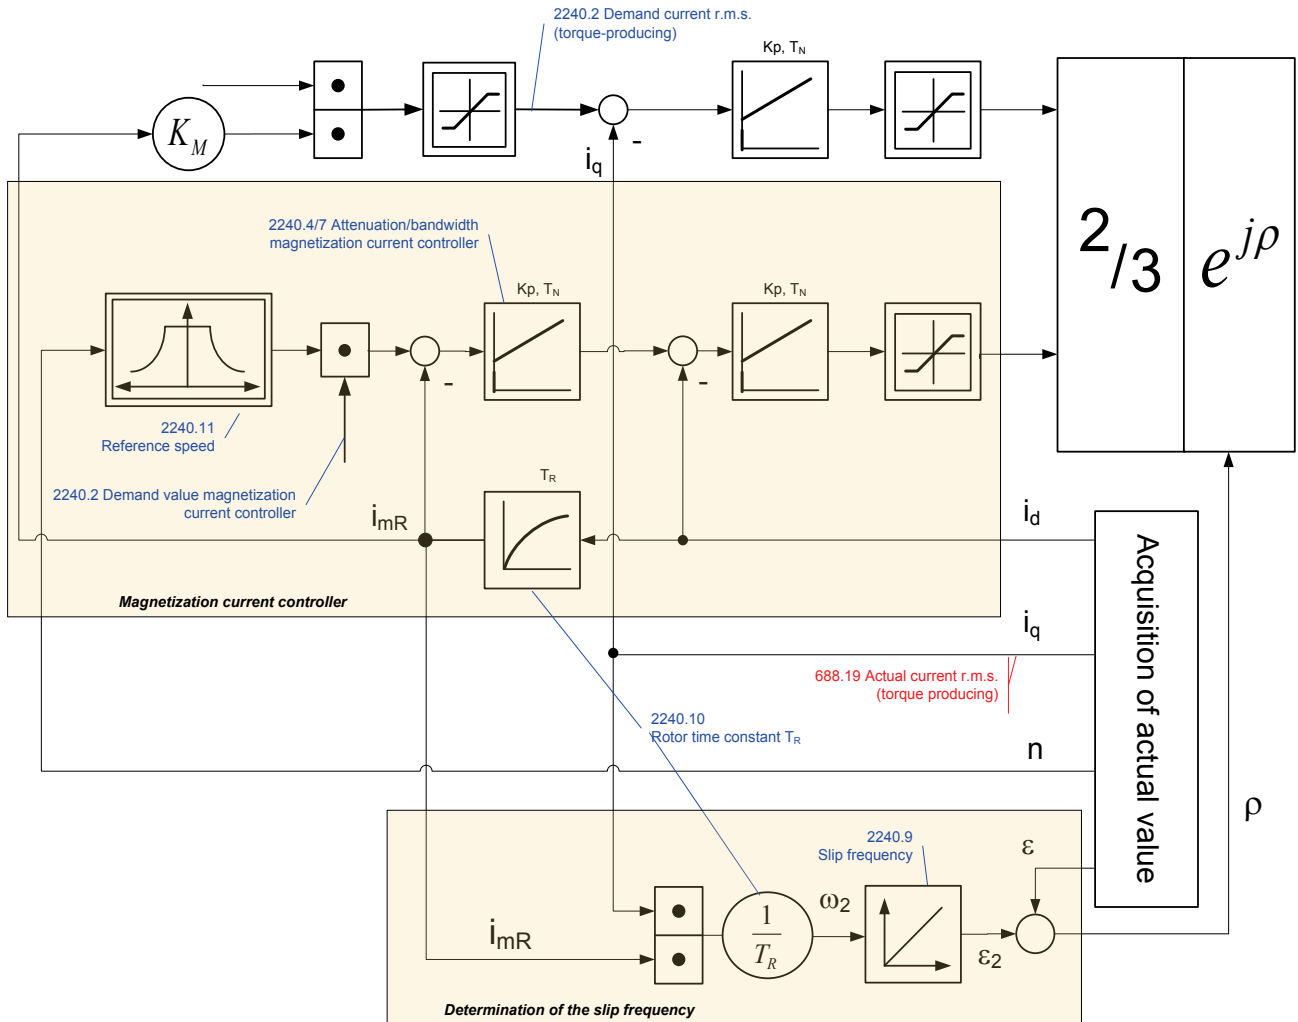 2240.2 Demand current r.m.s.
(torque-producing)
Kp, TN
KM
-
iq
2240.4/7 Attenuation/bandwidth
magnetization current controller
2/3
e^jρ
Kp, TN
Kp, TN
-
-
2240.11
Reference speed
2240.2 Demand value magnetization
current controller
TR
imR
id
Magnetization current controller
Acquisition of actual value
iq
688.19 Actual current r.m.s.
(torque producing)
2240.10
Rotor time constant TR
n
ρ
2240.9
Slip frequency
ε
ω2
1
TR
imR
ε2
Determination of the slip frequency